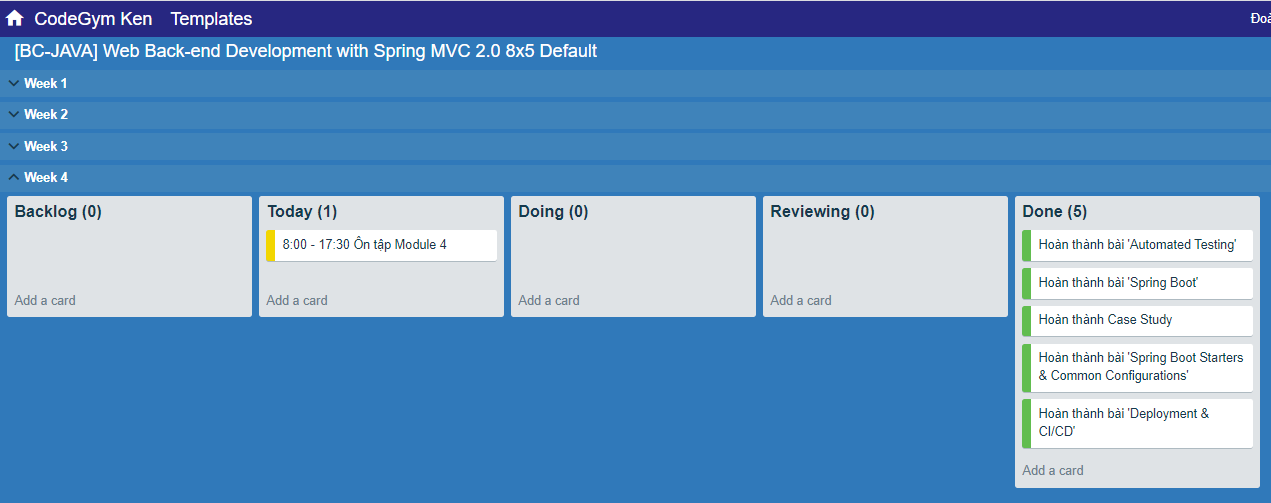 CodeGym Ken Templates
[BC-JAVA] Web Back-end Development with Spring MVC 2.0 8x5 Default
Week 1
Week 2
Week 3
Week 4
Backlog (0)
Add a card
Today (1)
8:00 - 17:30 Ôn tập Module 4
Add a card
Doing (0)
Add a card
Reviewing (0)
Add a card
Done (5)
Hoàn thành bài 'Automated Testing'
Hoàn thành bài 'Spring Boot'
Hoàn thành Case Study
Hoàn thành bài 'Spring Boot Starters
& Common Configurations'
Hoàn thành bài 'Deployment &
CI/CD'
Add a card